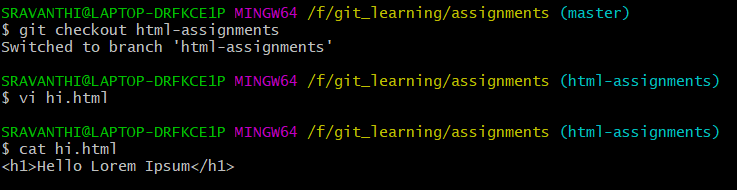 SRAVANTHI@LAPTOP-DRFKCE1P MINGW64 /f/git_learning/assignments (master)
$ git checkout html-assignments
Switched to branch 'html-assignments'
SRAVANTHI@LAPTOP-DRFKCE1P MINGW64 /f/git_learning/assignments (html-assignments)
$ vi hi.html
SRAVANTHI@LAPTOP-DRFKCE1P MINGW64 /f/git_learning/assignments (html-assignments)
$ cat hi.html
<h1>Hello Lorem Ipsum</h1>